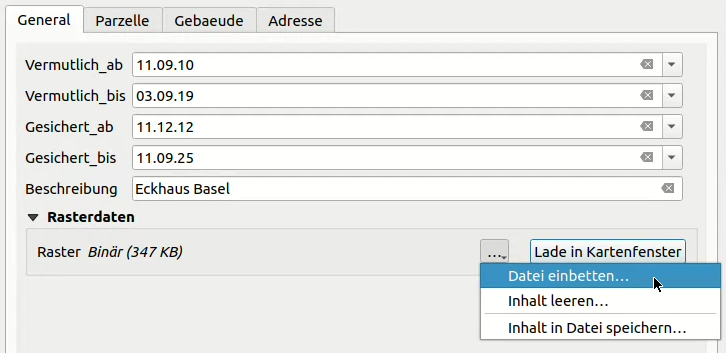 General Parzelle Gebaeude Adresse
Vermutlich_ab 11.09.10
Vermutlich_bis 03.09.19
Gesichert_ab 11.12.12
Gesichert_bis 11.09.25
Beschreibung Eckhaus Basel
Rasterdaten
Raster Binär (347 KB) ... Lade in Kartenfenster
Datei einbetten...
Inhalt leeren...
Inhalt in Datei speichern...